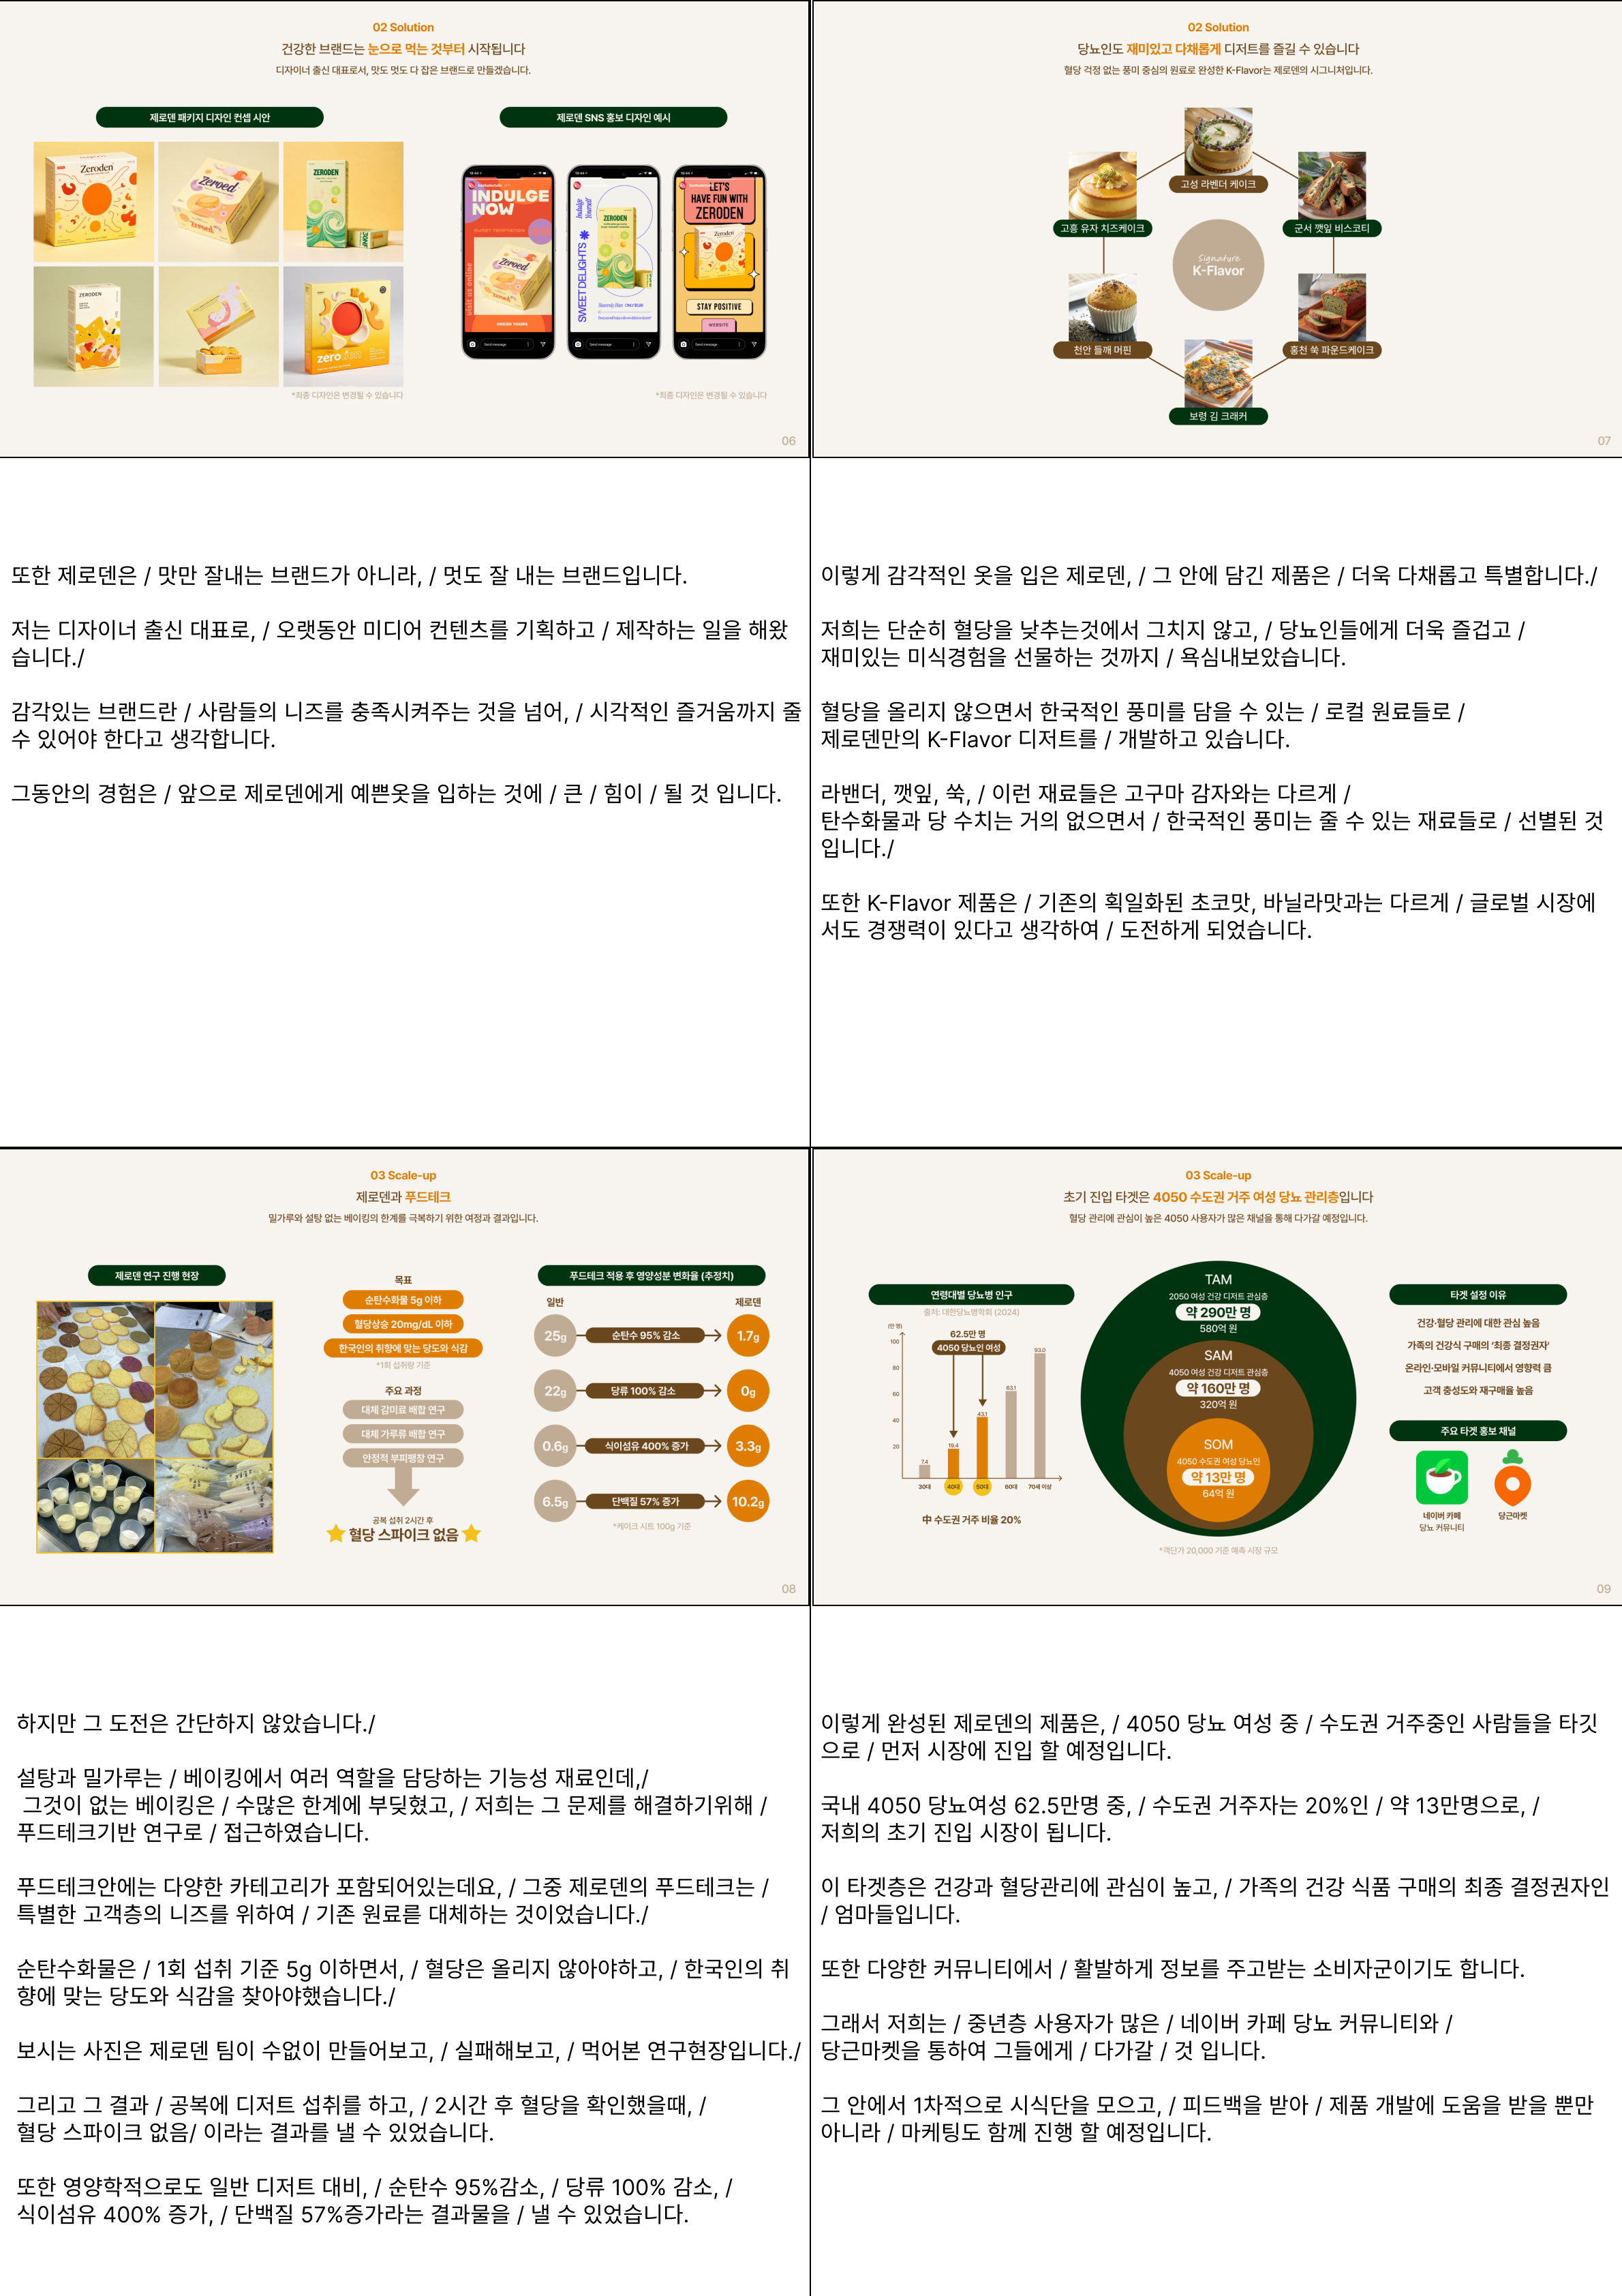 02 Solution
건강한 브랜드는 눈으로 먹는 것부터 시작됩니다
디자이너 출신 대표로서, 맛도 멋도 다 잡은 브랜드로 만들겠습니다.
제로덴 패키지 디자인 컨셉 시안
제로덴 SNS 홍보 디자인 예시
Zeroden
Zeroed
ZERODEN
ZERODEN
zero
INDULGE
NOW
SWEET TEMPTATION
visit us online
Zeroed
ORDER YOURS
Indulge
Yourself
ZERODEN
SWEET DELIGHTS
LET'S
HAVE FUN WITH
ZERODEN
Zeroden
STAY POSITIVE
WEBSITE
Send message
Send message
Send message
*최종 디자인은 변경될 수 있습니다
*최종 디자인은 변경될 수 있습니다
06
또한 제로덴은 / 맛만 잘내는 브랜드가 아니라, / 멋도 잘 내는 브랜드입니다.
저는 디자이너 출신 대표로, / 오랫동안 미디어 컨텐츠를 기획하고 / 제작하는 일을 해왔
습니다./
감각있는 브랜드란 / 사람들의 니즈를 충족시켜주는 것을 넘어, / 시각적인 즐거움까지 줄
수 있어야 한다고 생각합니다.
그동안의 경험은 / 앞으로 제로덴에게 예쁜옷을 입하는 것에 / 큰 / 힘이 / 될 것 입니다.
02 Solution
당뇨인도 재미있고 다채롭게 디저트를 즐길 수 있습니다
혈당 걱정 없는 풍미 중심의 원료로 완성한 K-Flavor는 제로덴의 시그니처입니다.
고성 라벤더 케이크
고흥 유자 치즈케이크
군서 깻잎 비스코티
Signature
K-Flavor
천안 들깨 머핀
홍천 쑥 파운드케이크
보령 김 크래커
07
이렇게 감각적인 옷을 입은 제로덴, / 그 안에 담긴 제품은 / 더욱 다채롭고 특별합니다./
저희는 단순히 혈당을 낮추는것에서 그치지 않고, / 당뇨인들에게 더욱 즐겁고 /
재미있는 미식경험을 선물하는 것까지 / 욕심내보았습니다.
혈당을 올리지 않으면서 한국적인 풍미를 담을 수 있는 / 로컬 원료들로 /
제로덴만의 K-Flavor 디저트를 / 개발하고 있습니다.
라밴더, 깻잎, 쑥, / 이런 재료들은 고구마 감자와는 다르게 /
탄수화물과 당 수치는 거의 없으면서 / 한국적인 풍미는 줄 수 있는 재료들로 / 선별된 것
입니다./
또한 K-Flavor 제품은 / 기존의 획일화된 초코맛, 바닐라맛과는 다르게 / 글로벌 시장에
서도 경쟁력이 있다고 생각하여 / 도전하게 되었습니다.
03 Scale-up
제로덴과 푸드테크
밀가루와 설탕 없는 베이킹의 한계를 극복하기 위한 여정과 결과입니다.
제로덴 연구 진행 현장
목표
순탄수화물 5g 이하
혈당상승 20mg/dL 이하
한국인의 취향에 맞는 당도와 식감
*1회 섭취량 기준
주요 과정
대체 감미료 배합 연구
대체 가루류 배합 연구
안정적 부피팽창 연구
공복 섭취 2시간 후
혈당 스파이크 없음
푸드테크 적용 후 영양성분 변화율 (추정치)
일반
제로덴
25g
순탄수 95% 감소
1.7g
22g
당류 100% 감소
0g
0.6g
식이섬유 400% 증가
3.3g
6.5g
단백질 57% 증가
10.2g
*케이크 시트 100g 기준
08
하지만 그 도전은 간단하지 않았습니다./
설탕과 밀가루는 / 베이킹에서 여러 역할을 담당하는 기능성 재료인데,/
그것이 없는 베이킹은 / 수많은 한계에 부딪혔고, / 저희는 그 문제를 해결하기위해 /
푸드테크기반 연구로 / 접근하였습니다.
푸드테크안에는 다양한 카테고리가 포함되어있는데요, / 그중 제로덴의 푸드테크는 /
특별한 고객층의 니즈를 위하여 / 기존 원료를 대체하는 것이었습니다./
순탄수화물은 / 1회 섭취 기준 5g 이하면서, / 혈당은 올리지 않아야하고, / 한국인의 취
향에 맞는 당도와 식감을 찾아야했습니다./
보시는 사진은 제로덴 팀이 수없이 만들어보고, / 실패해보고, / 먹어본 연구현장입니다./
그리고 그 결과 / 공복에 디저트 섭취를 하고, / 2시간 후 혈당을 확인했을때, /
혈당 스파이크 없음/ 이라는 결과를 낼 수 있었습니다.
또한 영양학적으로도 일반 디저트 대비, / 순탄수 95%감소, / 당류 100% 감소, /
식이섬유 400% 증가, / 단백질 57%증가라는 결과물을 / 낼 수 있었습니다.
03 Scale-up
초기 진입 타겟은 4050 수도권 거주 여성 당뇨 관리층입니다
혈당 관리에 관심이 높은 4050 사용자가 많은 채널을 통해 다가갈 예정입니다.
연령대별 당뇨병 인구
출처: 대한당뇨병학회 (2024)
(만 명)
100
80
60
40
20
62.5만 명
4050 당뇨인 여성
7.4
19.4
43.1
63.1
93.0
30대
40대
50대
60대
70세 이상
中 수도권 거주 비율 20%
TAM
2050 여성 건강 디저트 관심층
약 290만 명
580억 원
SAM
4050 여성 건강 디저트 관심층
약 160만 명
320억 원
SOM
4050 수도권 여성 당뇨인
약 13만 명
64억 원
*객단가 20,000 기준 예측 시장 규모
타겟 설정 이유
건강·혈당 관리에 대한 관심 높음
가족의 건강식 구매의 '최종 결정권자'
온라인·모바일 커뮤니티에서 영향력 큼
고객 충성도와 재구매율 높음
주요 타겟 홍보 채널
네이버 카페
당뇨 커뮤니티
당근마켓
09
이렇게 완성된 제로덴의 제품은, / 4050 당뇨 여성 중 / 수도권 거주중인 사람들을 타깃
으로 / 먼저 시장에 진입 할 예정입니다.
국내 4050 당뇨여성 62.5만명 중, / 수도권 거주자는 20%인 / 약 13만명으로, /
저희의 초기 진입 시장이 됩니다.
이 타겟층은 건강과 혈당관리에 관심이 높고, / 가족의 건강 식품 구매의 최종 결정권자인
/ 엄마들입니다.
또한 다양한 커뮤니티에서 / 활발하게 정보를 주고받는 소비자군이기도 합니다.
그래서 저희는 / 중년층 사용자가 많은 / 네이버 카페 당뇨 커뮤니티와 /
당근마켓을 통하여 그들에게 / 다가갈 / 것 입니다.
그 안에서 1차적으로 시식단을 모으고, / 피드백을 받아 / 제품 개발에 도움을 받을 뿐만
아니라 / 마케팅도 함께 진행 할 예정입니다.